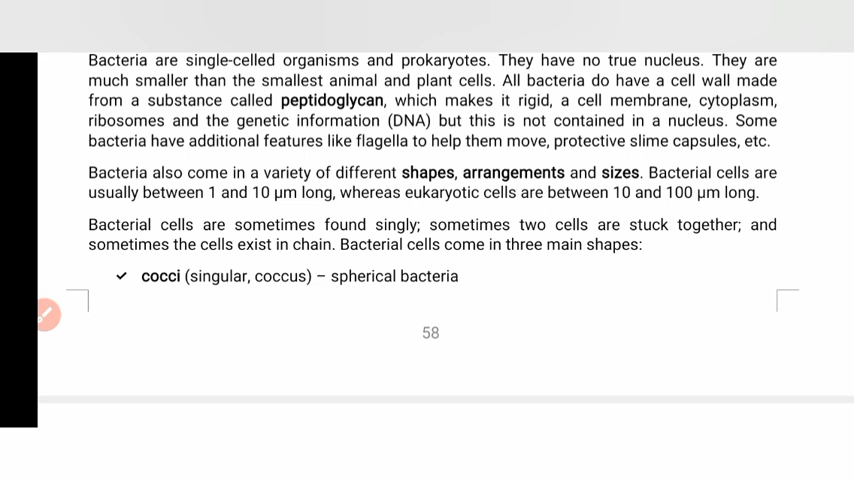 Bacteria are single-celled organisms and prokaryotes. They have no true nucleus. They are
much smaller than the smallest animal and plant cells. All bacteria do have a cell wall made
from a substance called peptidoglycan, which makes it rigid, a cell membrane, cytoplasm,
ribosomes and the genetic information (DNA) but this is not contained in a nucleus. Some
bacteria have additional features like flagella to help them move, protective slime capsules, etc.
Bacteria also come in a variety of different shapes, arrangements and sizes. Bacterial cells are
usually between 1 and 10 µm long, whereas eukaryotic cells are between 10 and 100 µm long.
Bacterial cells are sometimes found singly; sometimes two cells are stuck together; and
sometimes the cells exist in chain. Bacterial cells come in three main shapes:
✓ cocci (singular, coccus) – spherical bacteria
58